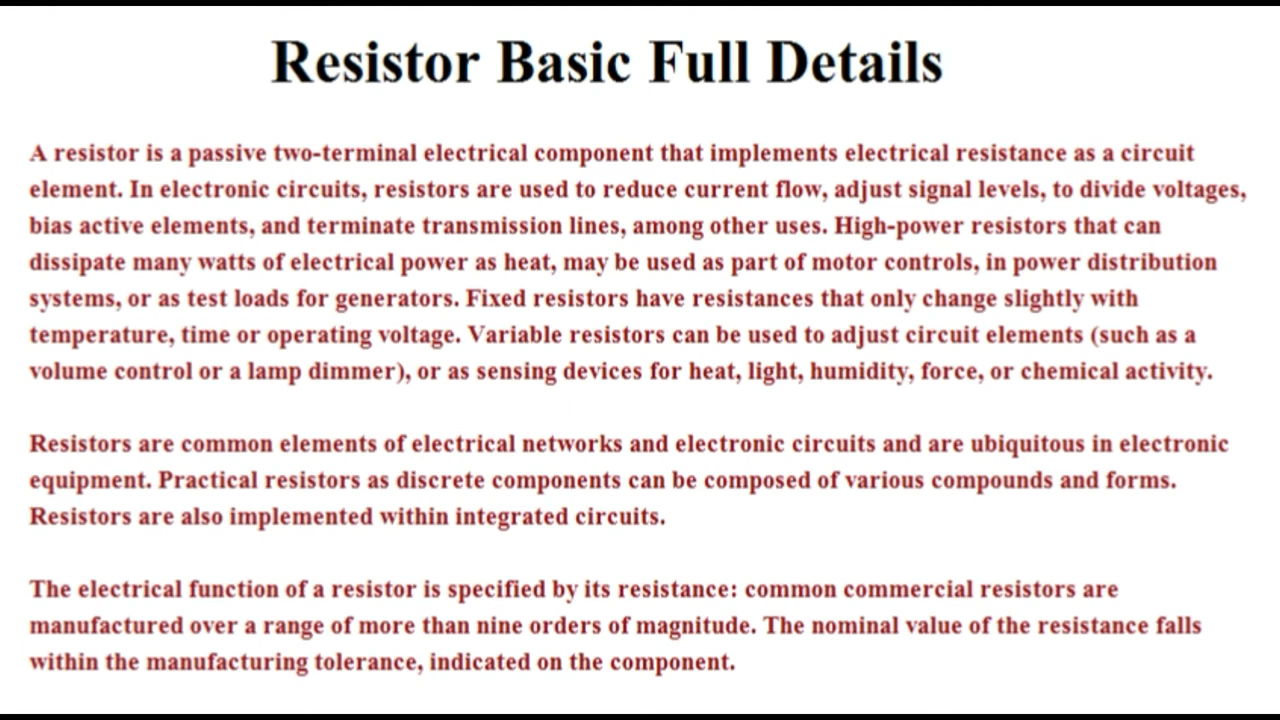 Resistor Basic Full Details
A resistor is a passive two-terminal electrical component that implements electrical resistance as a circuit
element. In electronic circuits, resistors are used to reduce current flow, adjust signal levels, to divide voltages,
bias active elements, and terminate transmission lines, among other uses. High-power resistors that can
dissipate many watts of electrical power as heat, may be used as part of motor controls, in power distribution
systems, or as test loads for generators. Fixed resistors have resistances that only change slightly with
temperature, time or operating voltage. Variable resistors can be used to adjust circuit elements (such as a
volume control or a lamp dimmer), or as sensing devices for heat, light, humidity, force, or chemical activity.
Resistors are common elements of electrical networks and electronic circuits and are ubiquitous in electronic
equipment. Practical resistors as discrete components can be composed of various compounds and forms.
Resistors are also implemented within integrated circuits.
The electrical function of a resistor is specified by its resistance: common commercial resistors are
manufactured over a range of more than nine orders of magnitude. The nominal value of the resistance falls
within the manufacturing tolerance, indicated on the component.